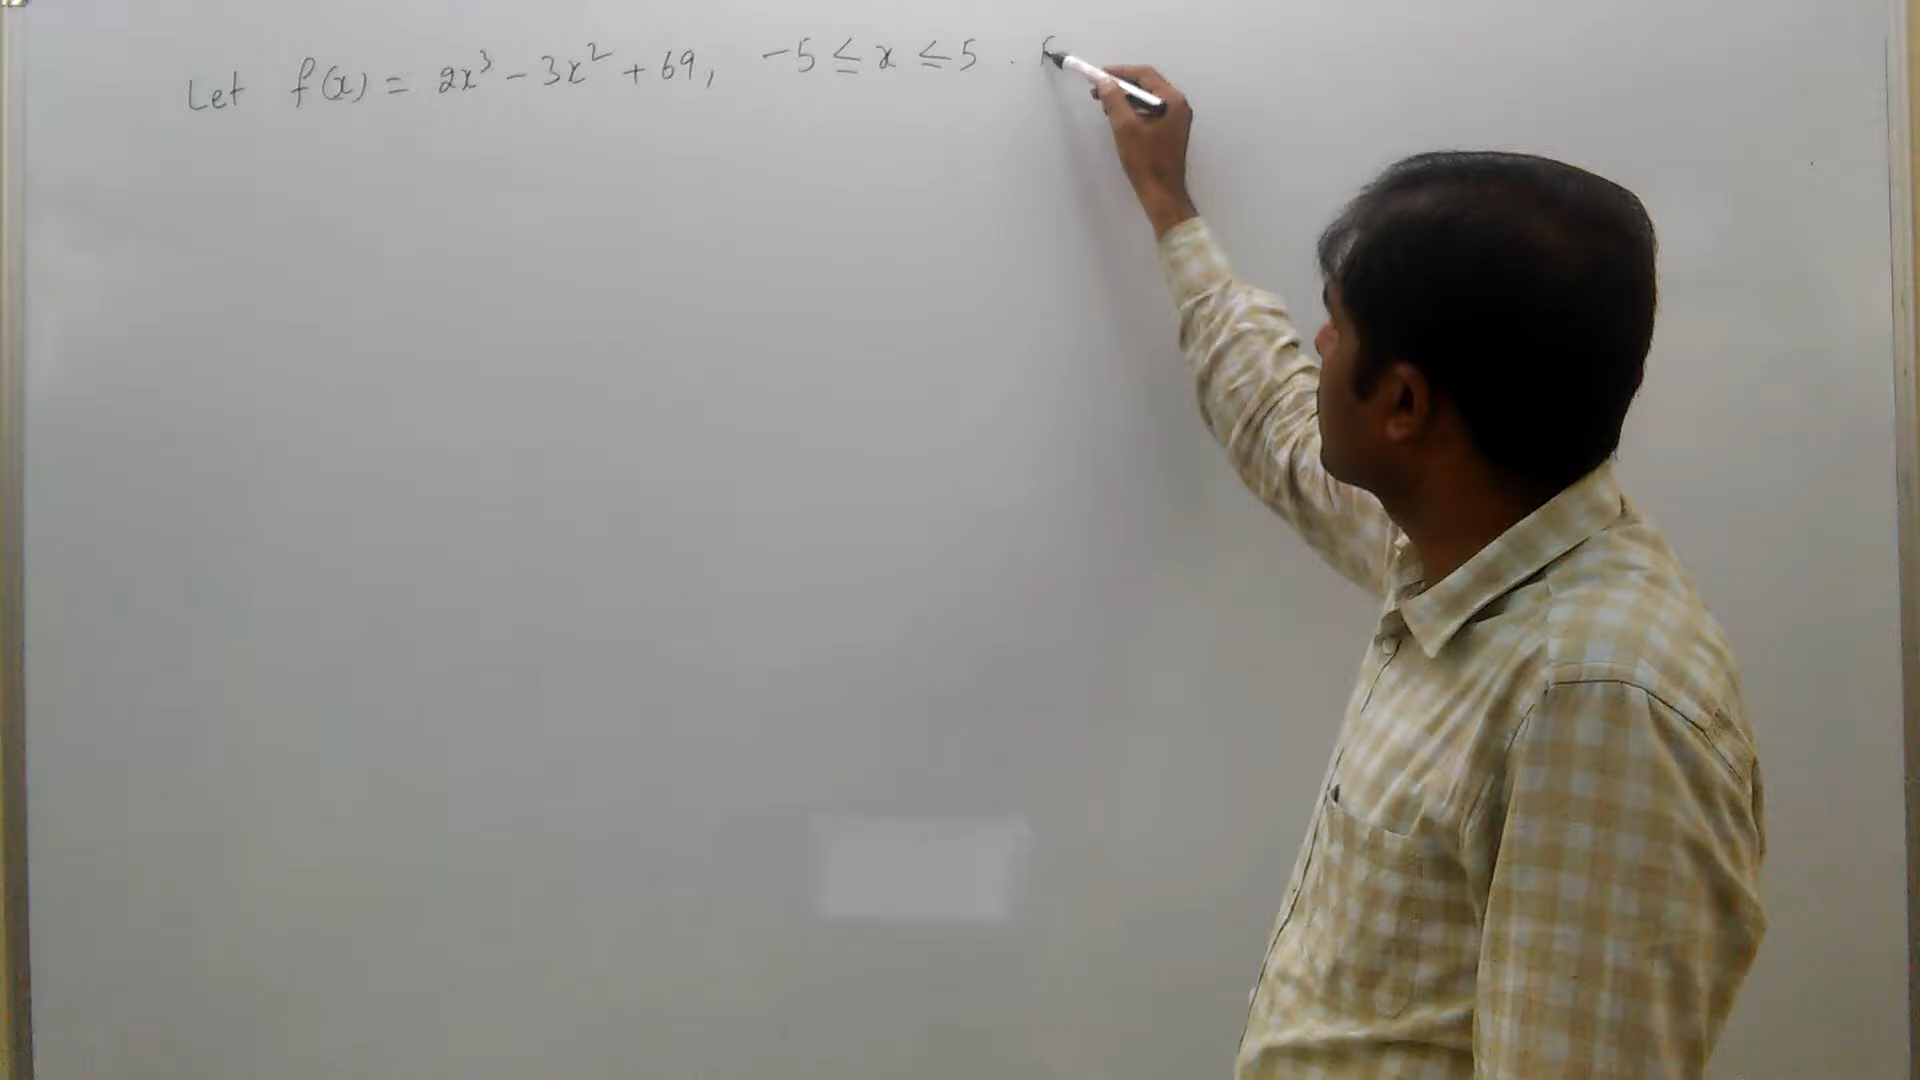 Let f(x) = 2x³ - 3x² + 69, -5 ≤ x ≤ 5 . F